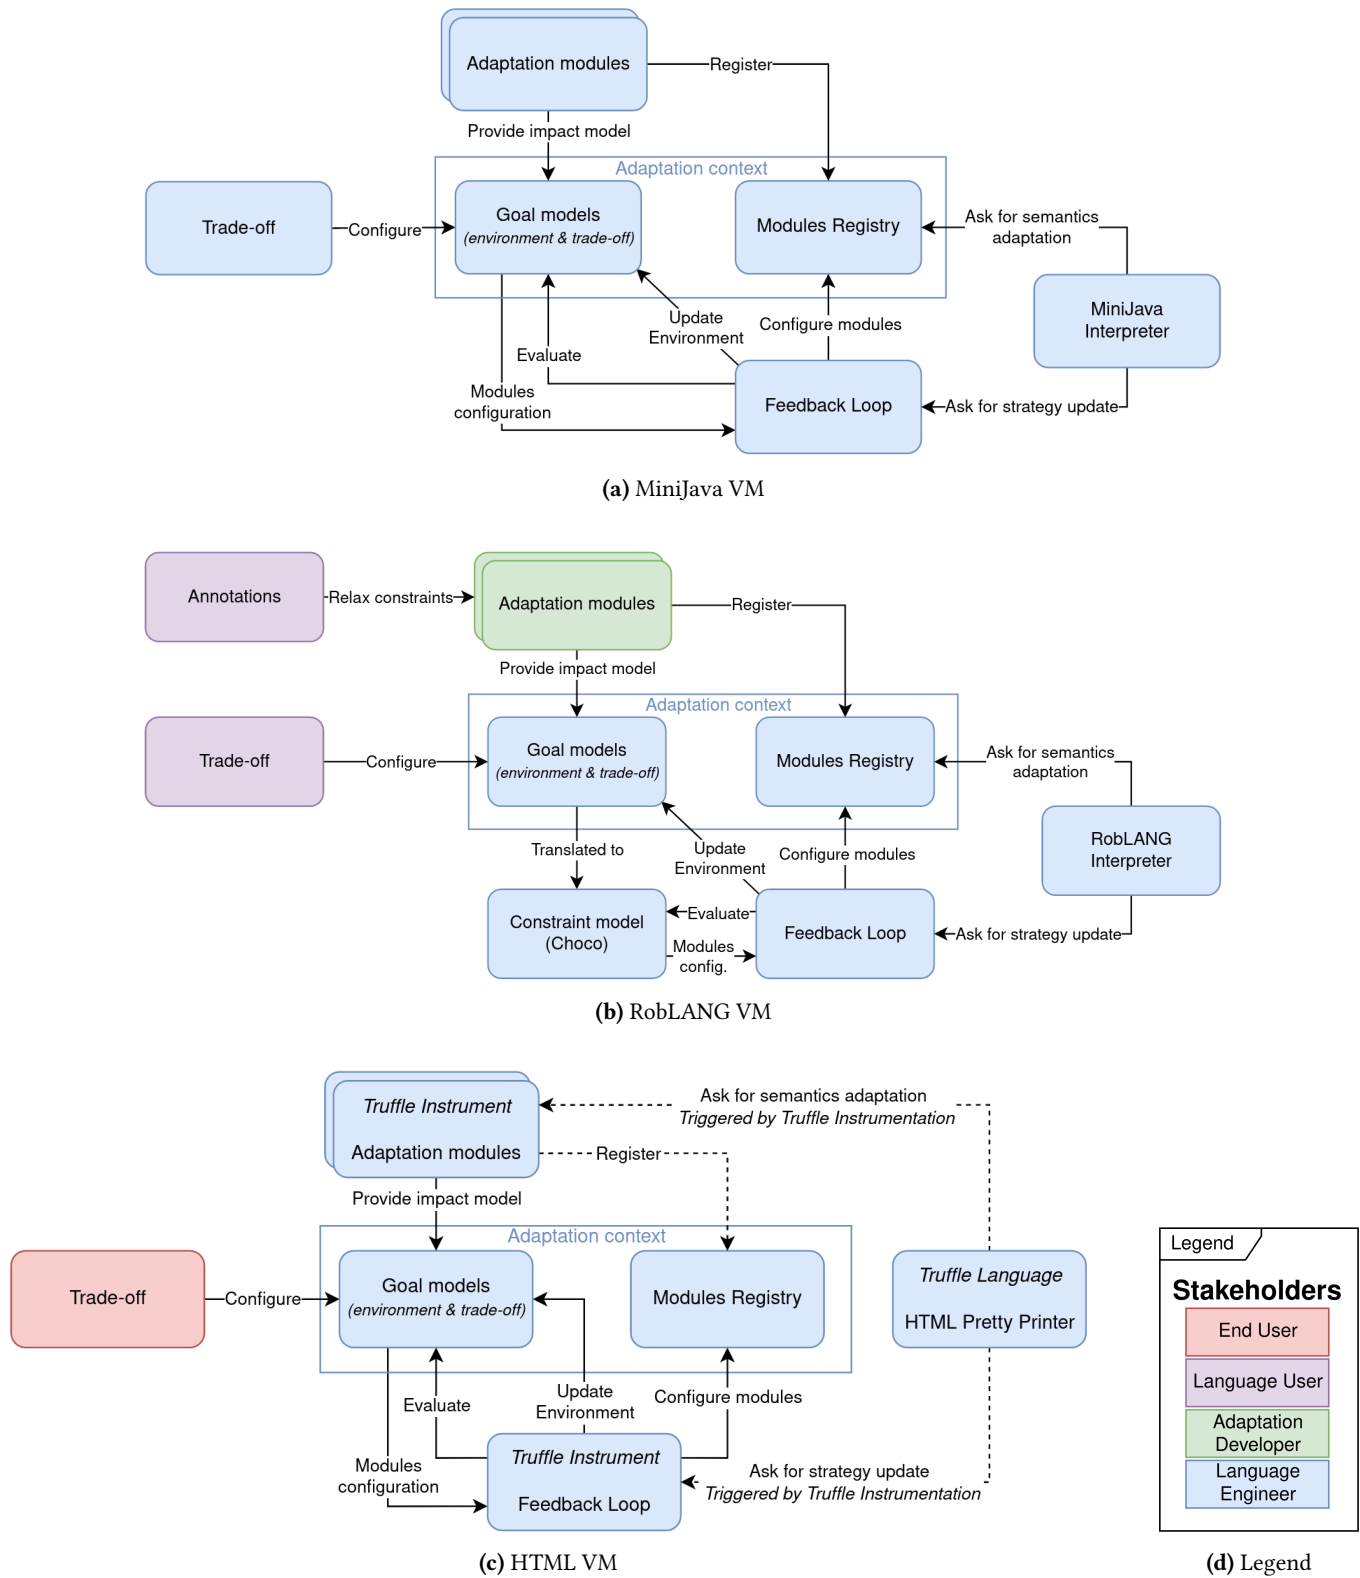 Adaptation modules
Register
Provide impact model
Adaptation context
Trade-off
Configure
Goal models
(environment & trade-off)
Modules Registry
Ask for semantics
adaptation
MiniJava
Interpreter
Update
Environment
Configure modules
Evaluate
Modules
configuration
Feedback Loop
Ask for strategy update
(a) MiniJava VM
Annotations
Relax constraints
Adaptation modules
Register
Provide impact model
Adaptation context
Trade-off
Configure
Goal models
(environment & trade-off)
Modules Registry
Ask for semantics
adaptation
RobLANG
Interpreter
Translated to
Update
Environment
Configure modules
Constraint model
(Choco)
Evaluate
Modules
config.
Feedback Loop
Ask for strategy update
(b) RobLANG VM
Truffle Instrument
Adaptation modules
Ask for semantics adaptation
Triggered by Truffle Instrumentation
Register
Provide impact model
Adaptation context
Trade-off
Configure
Goal models
(environment & trade-off)
Modules Registry
Truffle Language
HTML Pretty Printer
Evaluate
Update
Environment
Configure modules
Modules
configuration
Truffle Instrument
Feedback Loop
Ask for strategy update
Triggered by Truffle Instrumentation
(c) HTML VM
Legend
Stakeholders
End User
Language User
Adaptation
Developer
Language
Engineer
(d) Legend